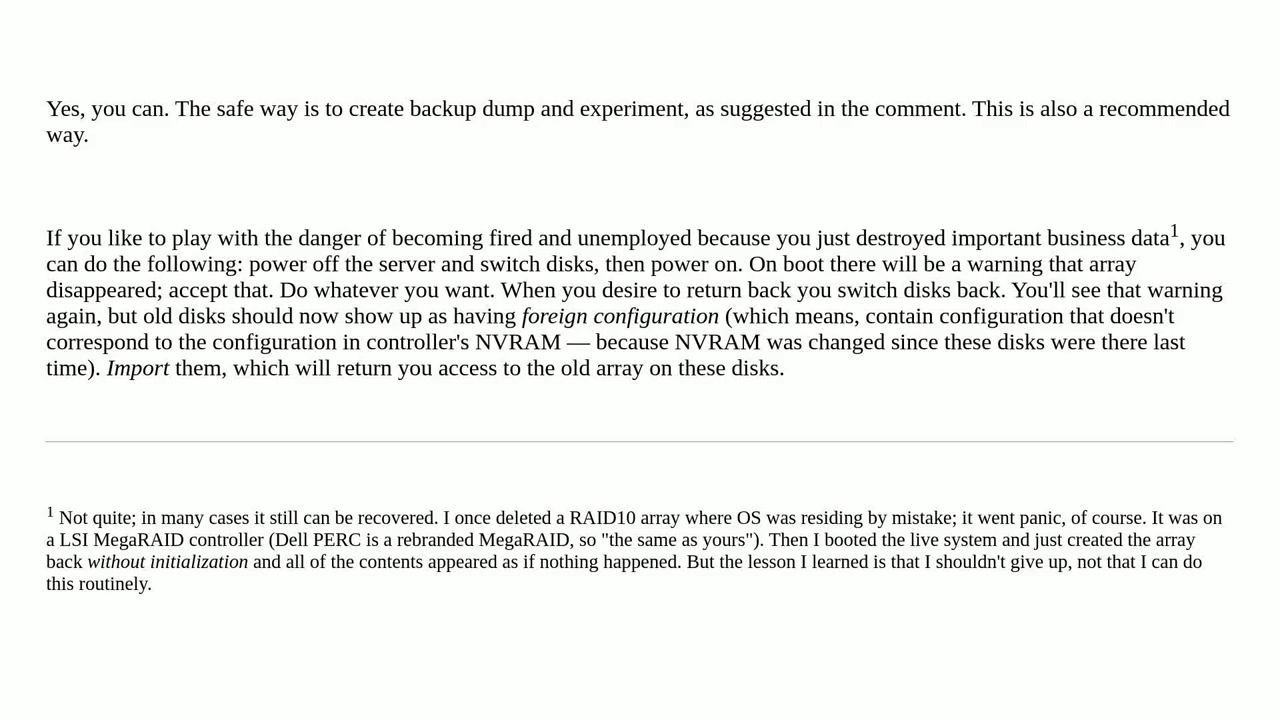 Yes, you can. The safe way is to create backup dump and experiment, as suggested in the comment. This is also a recommended
way.
If you like to play with the danger of becoming fired and unemployed because you just destroyed important business data1, you
can do the following: power off the server and switch disks, then power on. On boot there will be a warning that array
disappeared; accept that. Do whatever you want. When you desire to return back you switch disks back. You'll see that warning
again, but old disks should now show up as having foreign configuration (which means, contain configuration that doesn't
correspond to the configuration in controller's NVRAM — because NVRAM was changed since these disks were there last
time). Import them, which will return you access to the old array on these disks.
1 Not quite; in many cases it still can be recovered. I once deleted a RAID10 array where OS was residing by mistake; it went panic, of course. It was on
a LSI MegaRAID controller (Dell PERC is a rebranded MegaRAID, so "the same as yours"). Then I booted the live system and just created the array
back without initialization and all of the contents appeared as if nothing happened. But the lesson I learned is that I shouldn't give up, not that I can do
this routinely.